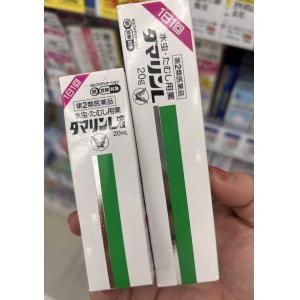 1日1回
第2類医薬品
水虫・たむし用薬
タマリンL液
20mL
1日1回
第2類医薬品
水虫・たむし用薬
タマリンL
20g